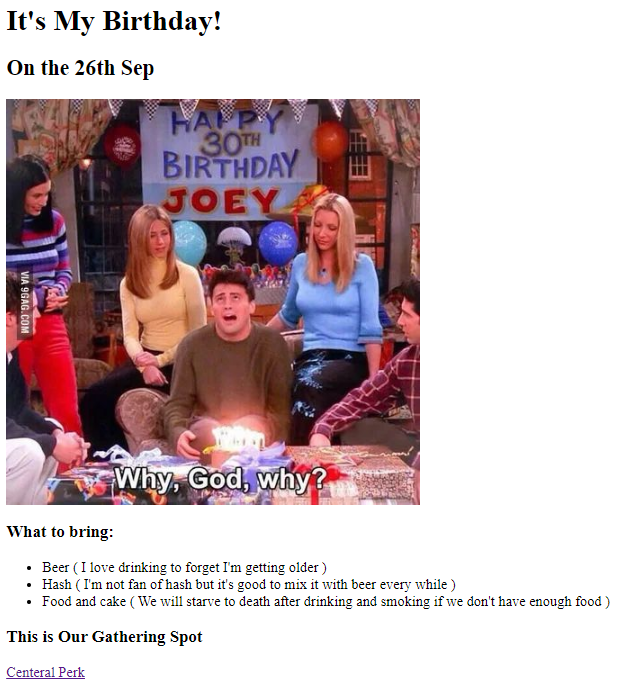 It's My Birthday!
On the 26th Sep
HAPPY
30TH
BIRTHDAY
JOEY
VIA 9GAG.COM
Why, God, why?
What to bring:
Beer ( I love drinking to forget I'm getting older )
Hash ( I'm not fan of hash but it's good to mix it with beer every while )
Food and cake ( We will starve to death after drinking and smoking if we don't have enough food )
This is Our Gathering Spot
Centeral Perk